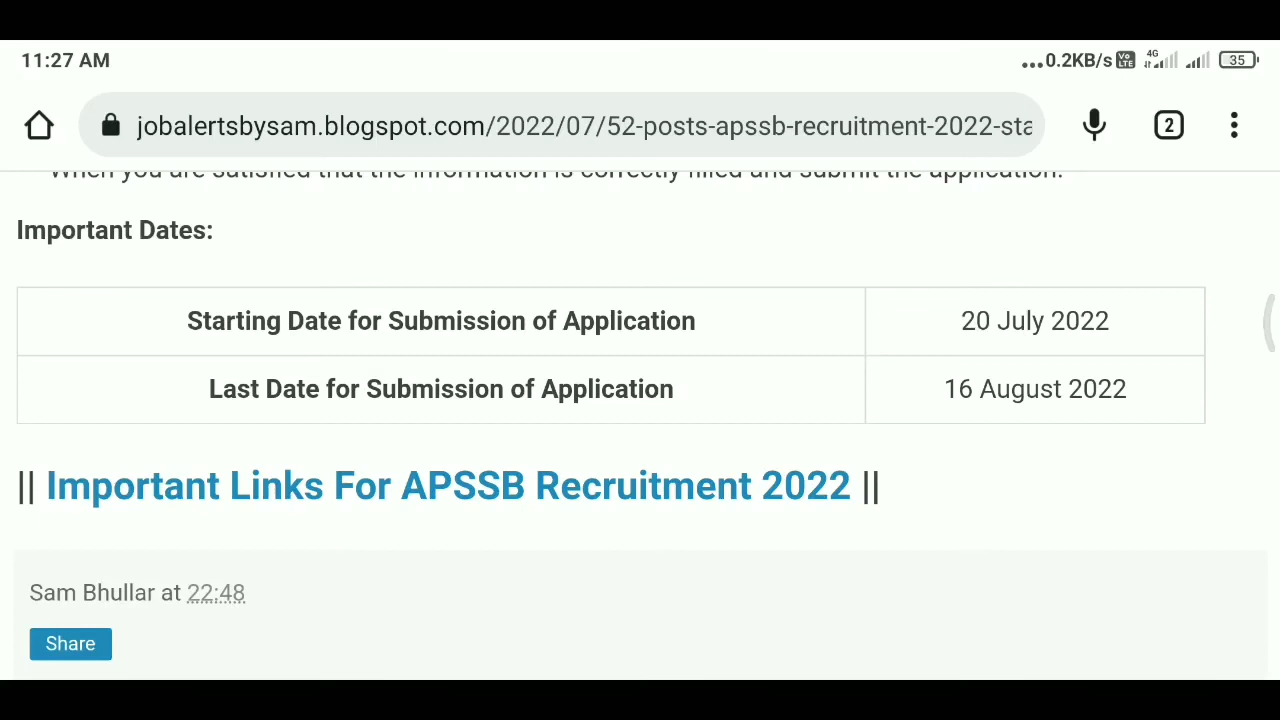 11:27 AM
...0.2KB/s Vo LTE 4G 35
jobalertsbysam.blogspot.com/2022/07/52-posts-apssb-recruitment-2022-sta
2
When you are satisfied that the information is correctly filled and submit the application.
Important Dates:
Starting Date for Submission of Application 20 July 2022
Last Date for Submission of Application 16 August 2022
|| Important Links For APSSB Recruitment 2022 ||
Sam Bhullar at 22:48
Share